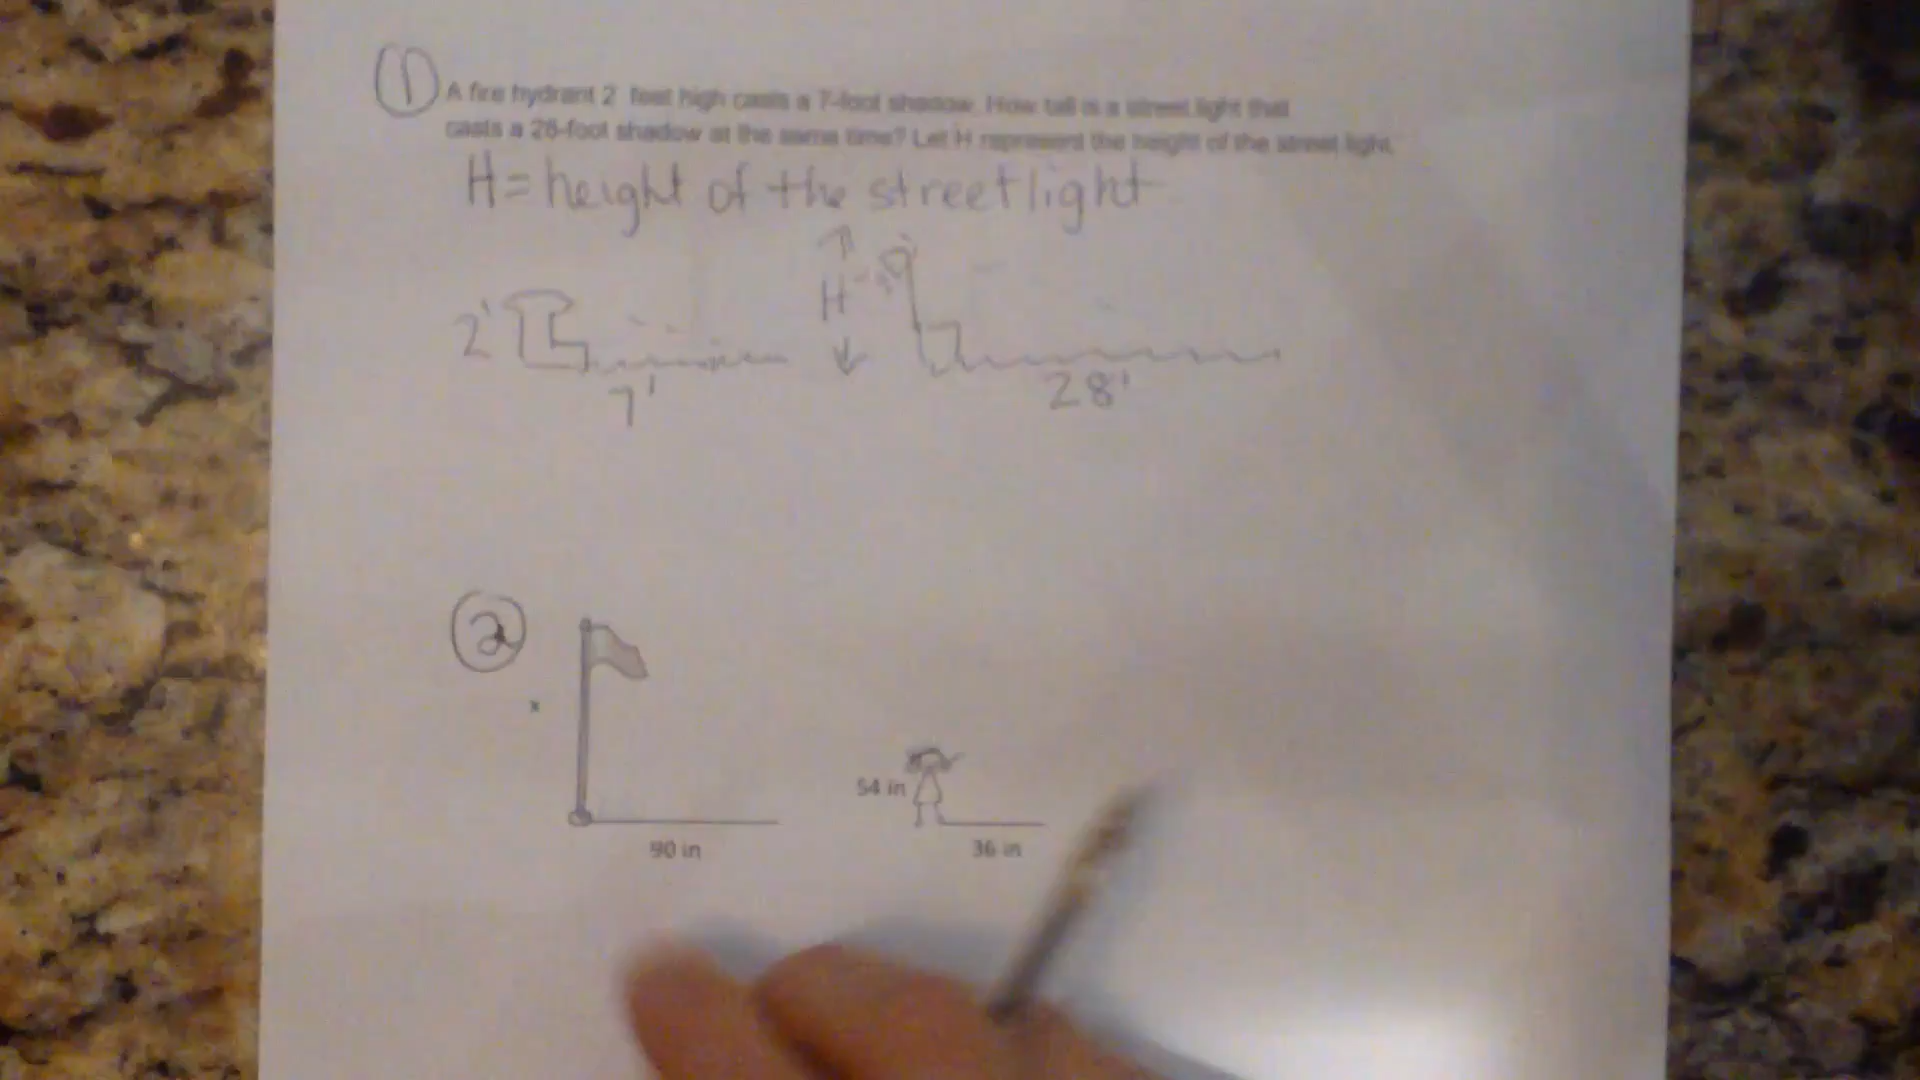 1
A fire hydrant 2 feet high casts a 7-foot shadow. How tall is a street light that
casts a 28-foot shadow at the same time? Let H represent the height of the street light.
H = height of the streetlight
2' H
7' 28'
2
x
54 in
90 in 36 in